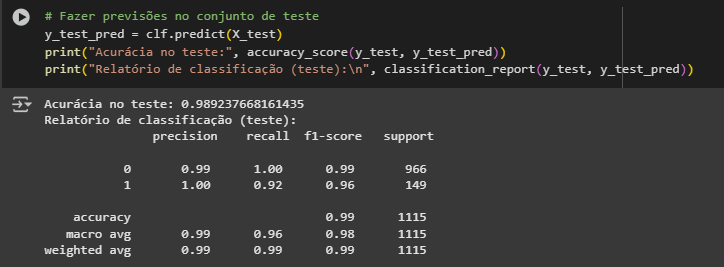 # Fazer previsões no conjunto de teste
y_test_pred = clf.predict(X_test)
print("Acurácia no teste:", accuracy_score(y_test, y_test_pred))
print("Relatório de classificação (teste):\n", classification_report(y_test, y_test_pred))
Acurácia no teste: 0.989237668161435
Relatório de classificação (teste):
              precision    recall  f1-score   support

           0       0.99      1.00      0.99       966
           1       1.00      0.92      0.96       149

    accuracy                           0.99      1115
   macro avg       0.99      0.96      0.98      1115
weighted avg       0.99      0.99      0.99      1115